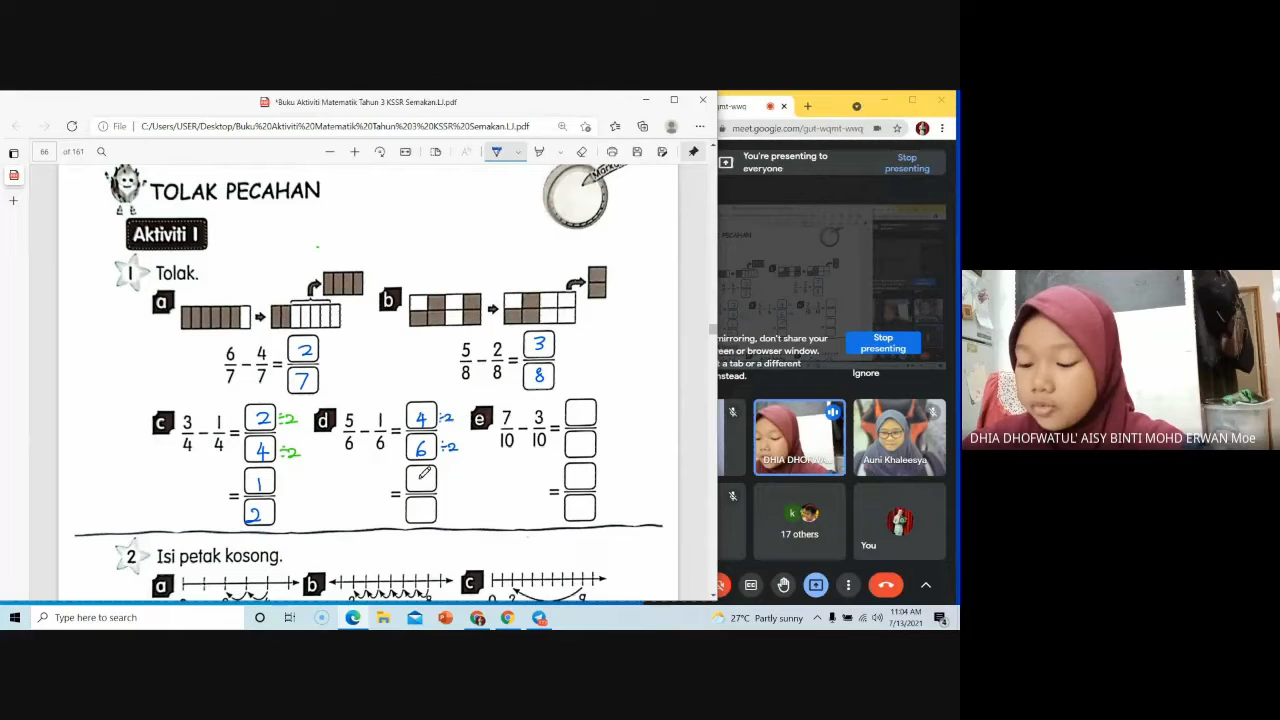 *Buku Aktiviti Matematik Tahun 3 KSSR Semakan.LJ.pdf
File
C:/Users/USER/Desktop/Buku%20Aktiviti%20Matematik%20Tahun%203%20KSSR%20Semakan.LJ.pdf
66 of 161
TOLAK PECAHAN
Aktiviti 1
1 Tolak.
a
b
6/7 − 4/7 = 2/7
5/8 − 2/8 = 3/8
c 3/4 − 1/4 = 2/4 ÷2 ÷2
= 1/2
d 5/6 − 1/6 = 4/6 ÷2 ÷2
=
e 7/10 − 3/10 =
=
2 Isi petak kosong.
a
b
c
meet.google.com/gut-wqmt-wwq
You're presenting to everyone
Stop presenting
mirroring, don't share your
een or browser window.
a tab or a different
nstead.
Stop presenting
Ignore
DHIA DHOFWA
Auni Khaleesya
k
17 others
You
DHIA DHOFWATUL' AISY BINTI MOHD ERWAN Moe
Type here to search
27°C Partly sunny
11:04 AM
7/13/2021
4